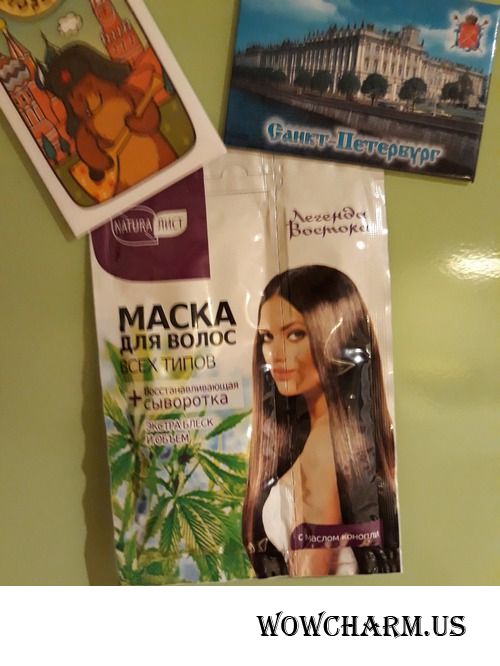 Санкт-Петербург
NATURA ЛИСТ
Легенды
Востока
МАСКА
ДЛЯ ВОЛОС
ВСЕХ ТИПОВ
+ Восстанавливающая
сыворотка
ЭКСТРА БЛЕСК
И ОБЪЕМ
с маслом конопли
WOWCHARM.US